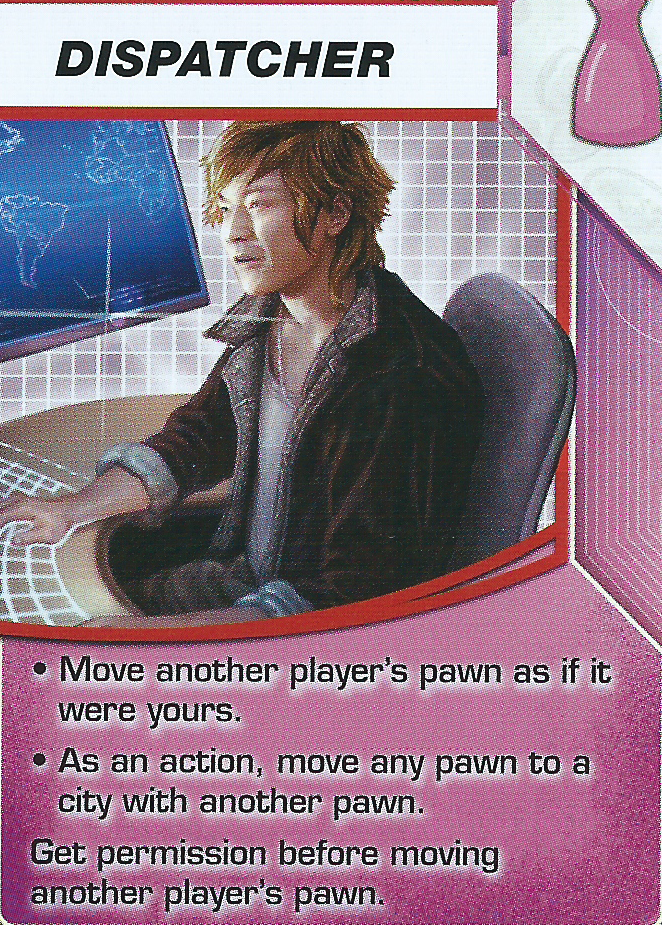 DISPATCHER
• Move another player's pawn as if it
were yours.
• As an action, move any pawn to a
city with another pawn.
Get permission before moving
another player's pawn.